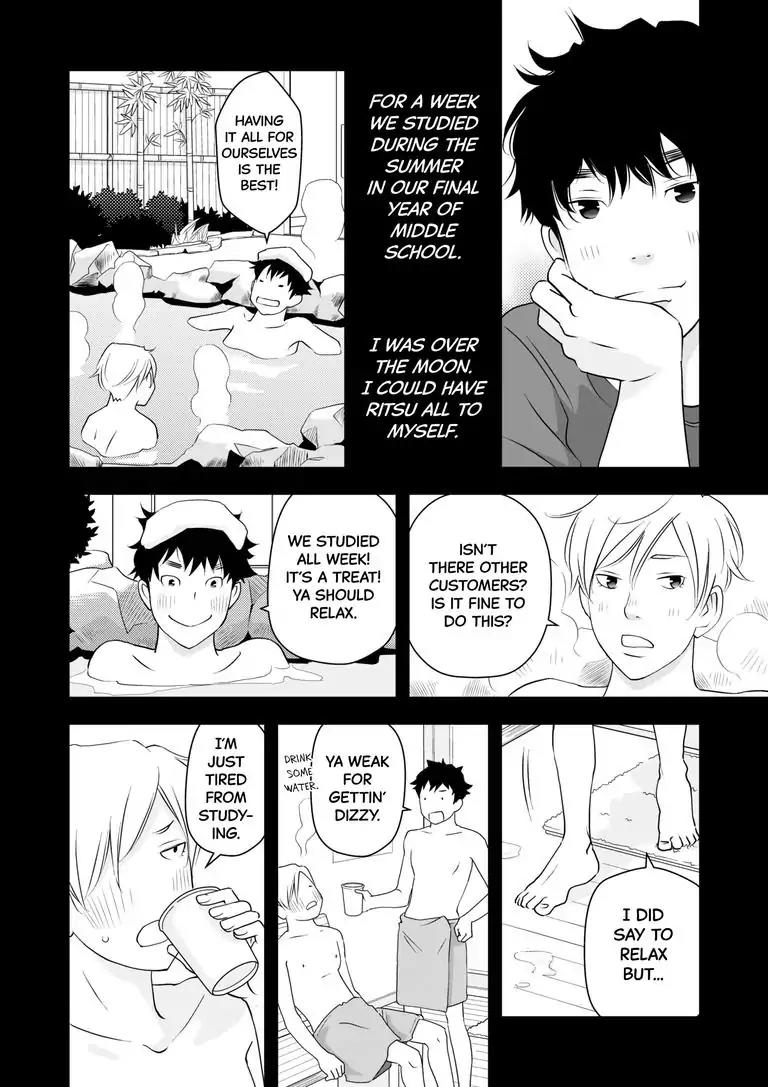 FOR A WEEK
WE STUDIED
DURING THE
SUMMER
IN OUR FINAL
YEAR OF
MIDDLE
SCHOOL.
I WAS OVER
THE MOON.
I COULD HAVE
RITSU ALL TO
MYSELF.
HAVING
IT ALL FOR
OURSELVES
IS THE
BEST!
ISN'T
THERE OTHER
CUSTOMERS?
IS IT FINE TO
DO THIS?
WE STUDIED
ALL WEEK!
IT'S A TREAT!
YA SHOULD
RELAX.
I DID
SAY TO
RELAX
BUT...
YA WEAK
FOR
GETTIN'
DIZZY.
DRINK
SOME
WATER.
I'M
JUST
TIRED
FROM
STUDY-
ING.